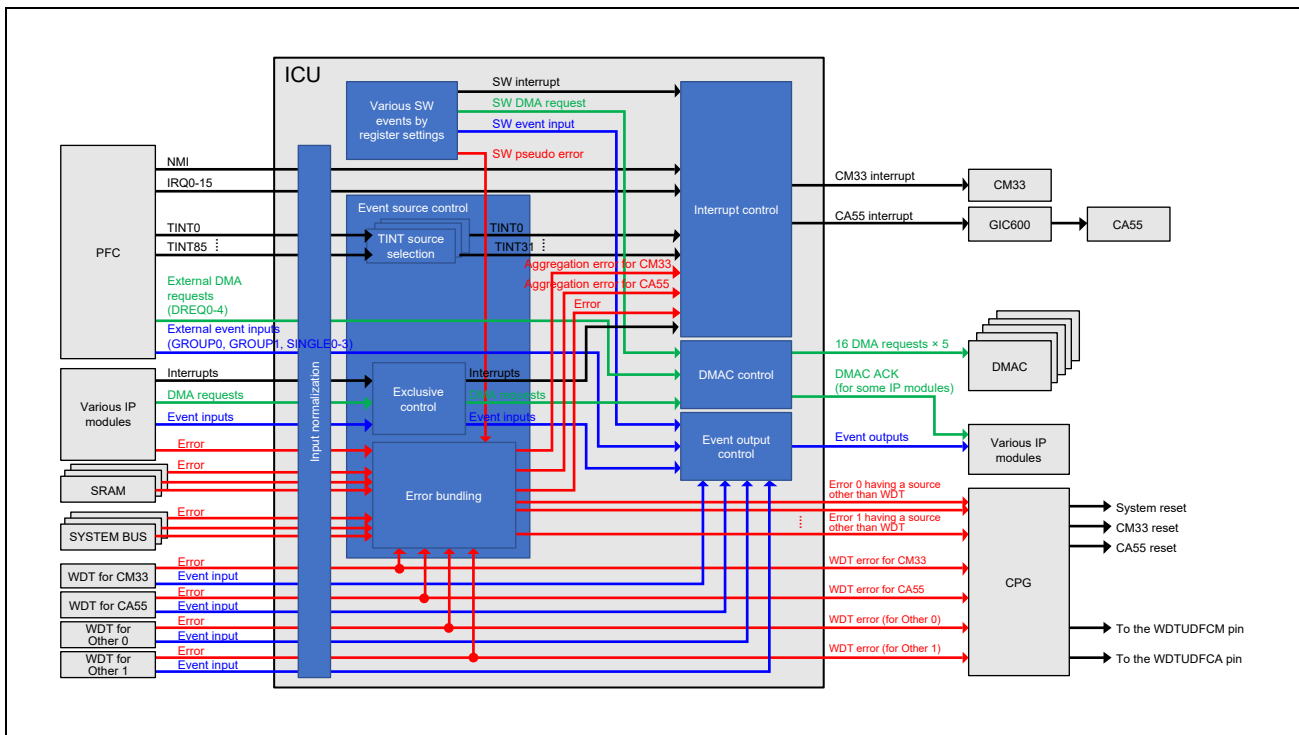 ICU
Various SW
events by
register settings
SW interrupt
SW DMA request
SW event input
SW pseudo error
PFC
NMI
IRQ0-15
TINT0
TINT85
External DMA
requests
(DREQ0-4)
External event inputs
(GROUP0, GROUP1, SINGLE0-3)
Input normalization
Event source control
TINT source
selection
TINT0
TINT31
Aggregation error for CM33
Aggregation error for CA55
Error
Interrupt control
CM33 interrupt
CM33
CA55 interrupt
GIC600
CA55
Various IP
modules
Interrupts
DMA requests
Event inputs
Error
Exclusive
control
Interrupts
DMA requests
Event inputs
DMAC control
16 DMA requests × 5
DMAC
DMAC ACK
(for some IP modules)
Event output
control
Event outputs
Various IP
modules
SRAM
Error
SYSTEM BUS
Error
Error bundling
Error 0 having a source
other than WDT
Error 1 having a source
other than WDT
CPG
System reset
CM33 reset
CA55 reset
WDT for CM33
Error
Event input
WDT error for CM33
WDT for CA55
Error
Event input
WDT error for CA55
WDT for
Other 0
Error
Event input
WDT error (for Other 0)
To the WDTUDFCM pin
WDT for
Other 1
Error
Event input
WDT error (for Other 1)
To the WDTUDFCA pin